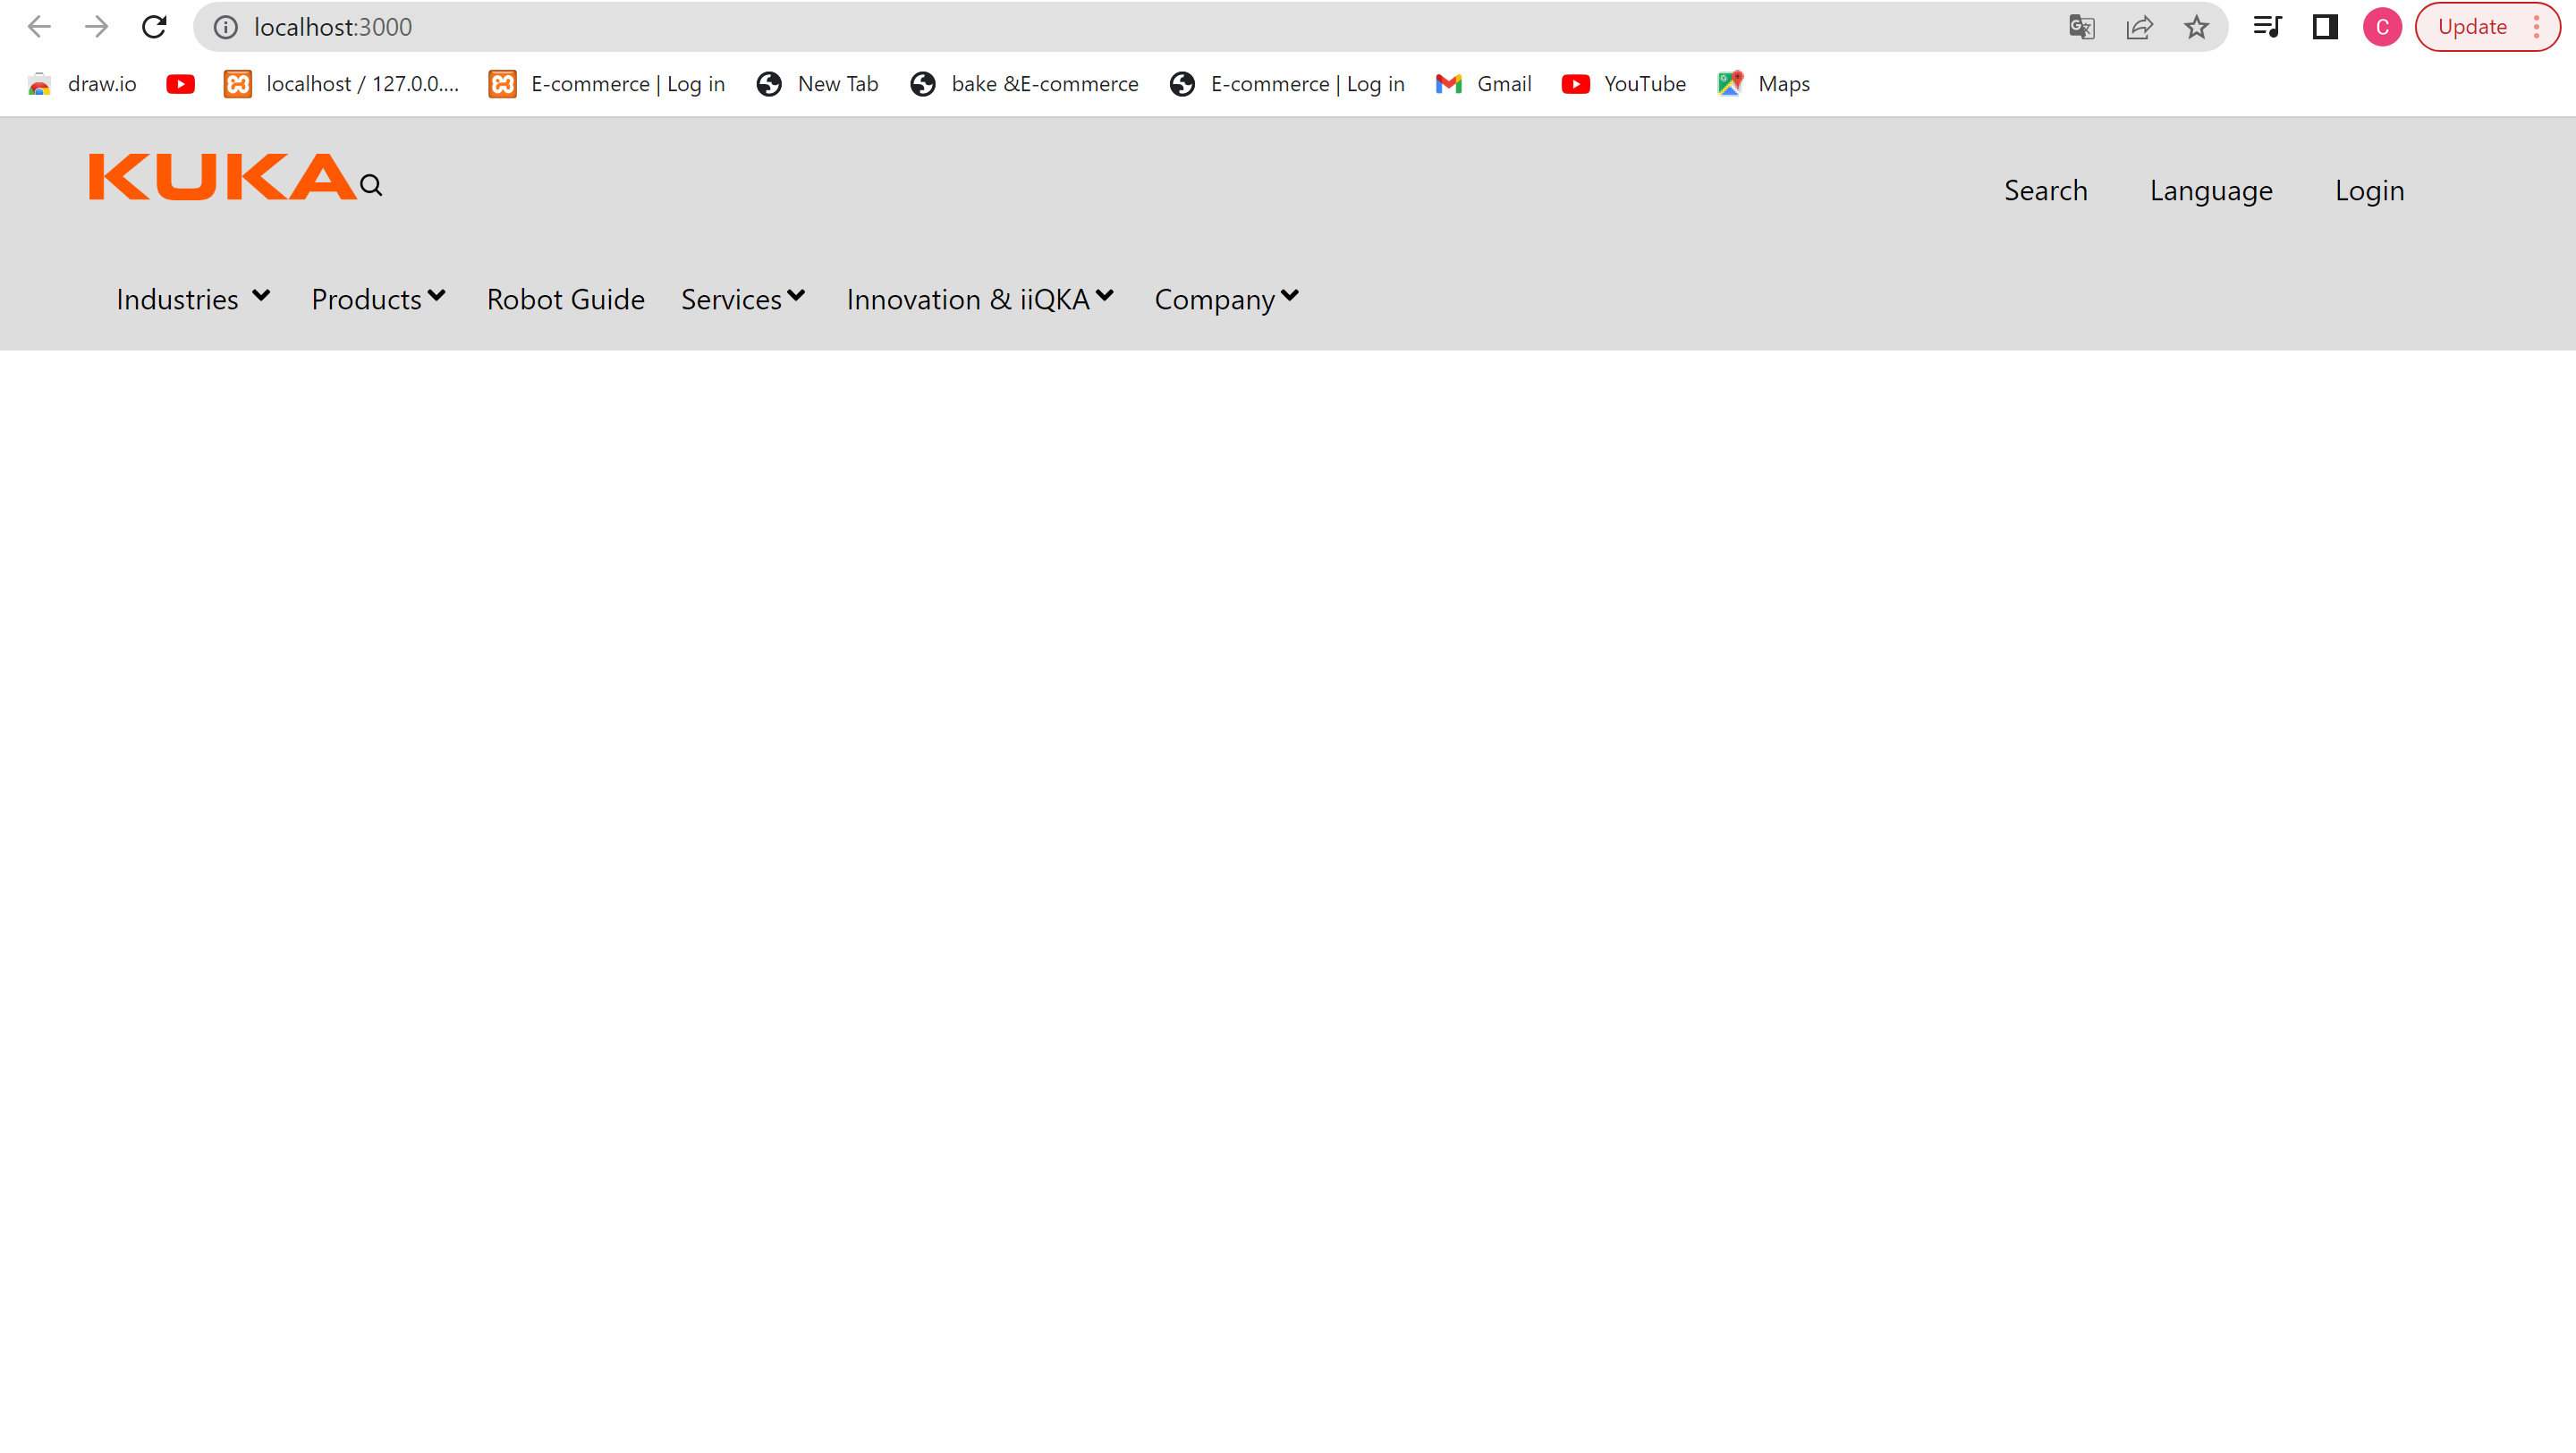 localhost:3000
C Update
draw.io localhost / 127.0.0.... E-commerce | Log in New Tab bake &E-commerce E-commerce | Log in Gmail YouTube Maps
KUKA Search Language Login
Industries Products Robot Guide Services Innovation & iiQKA Company